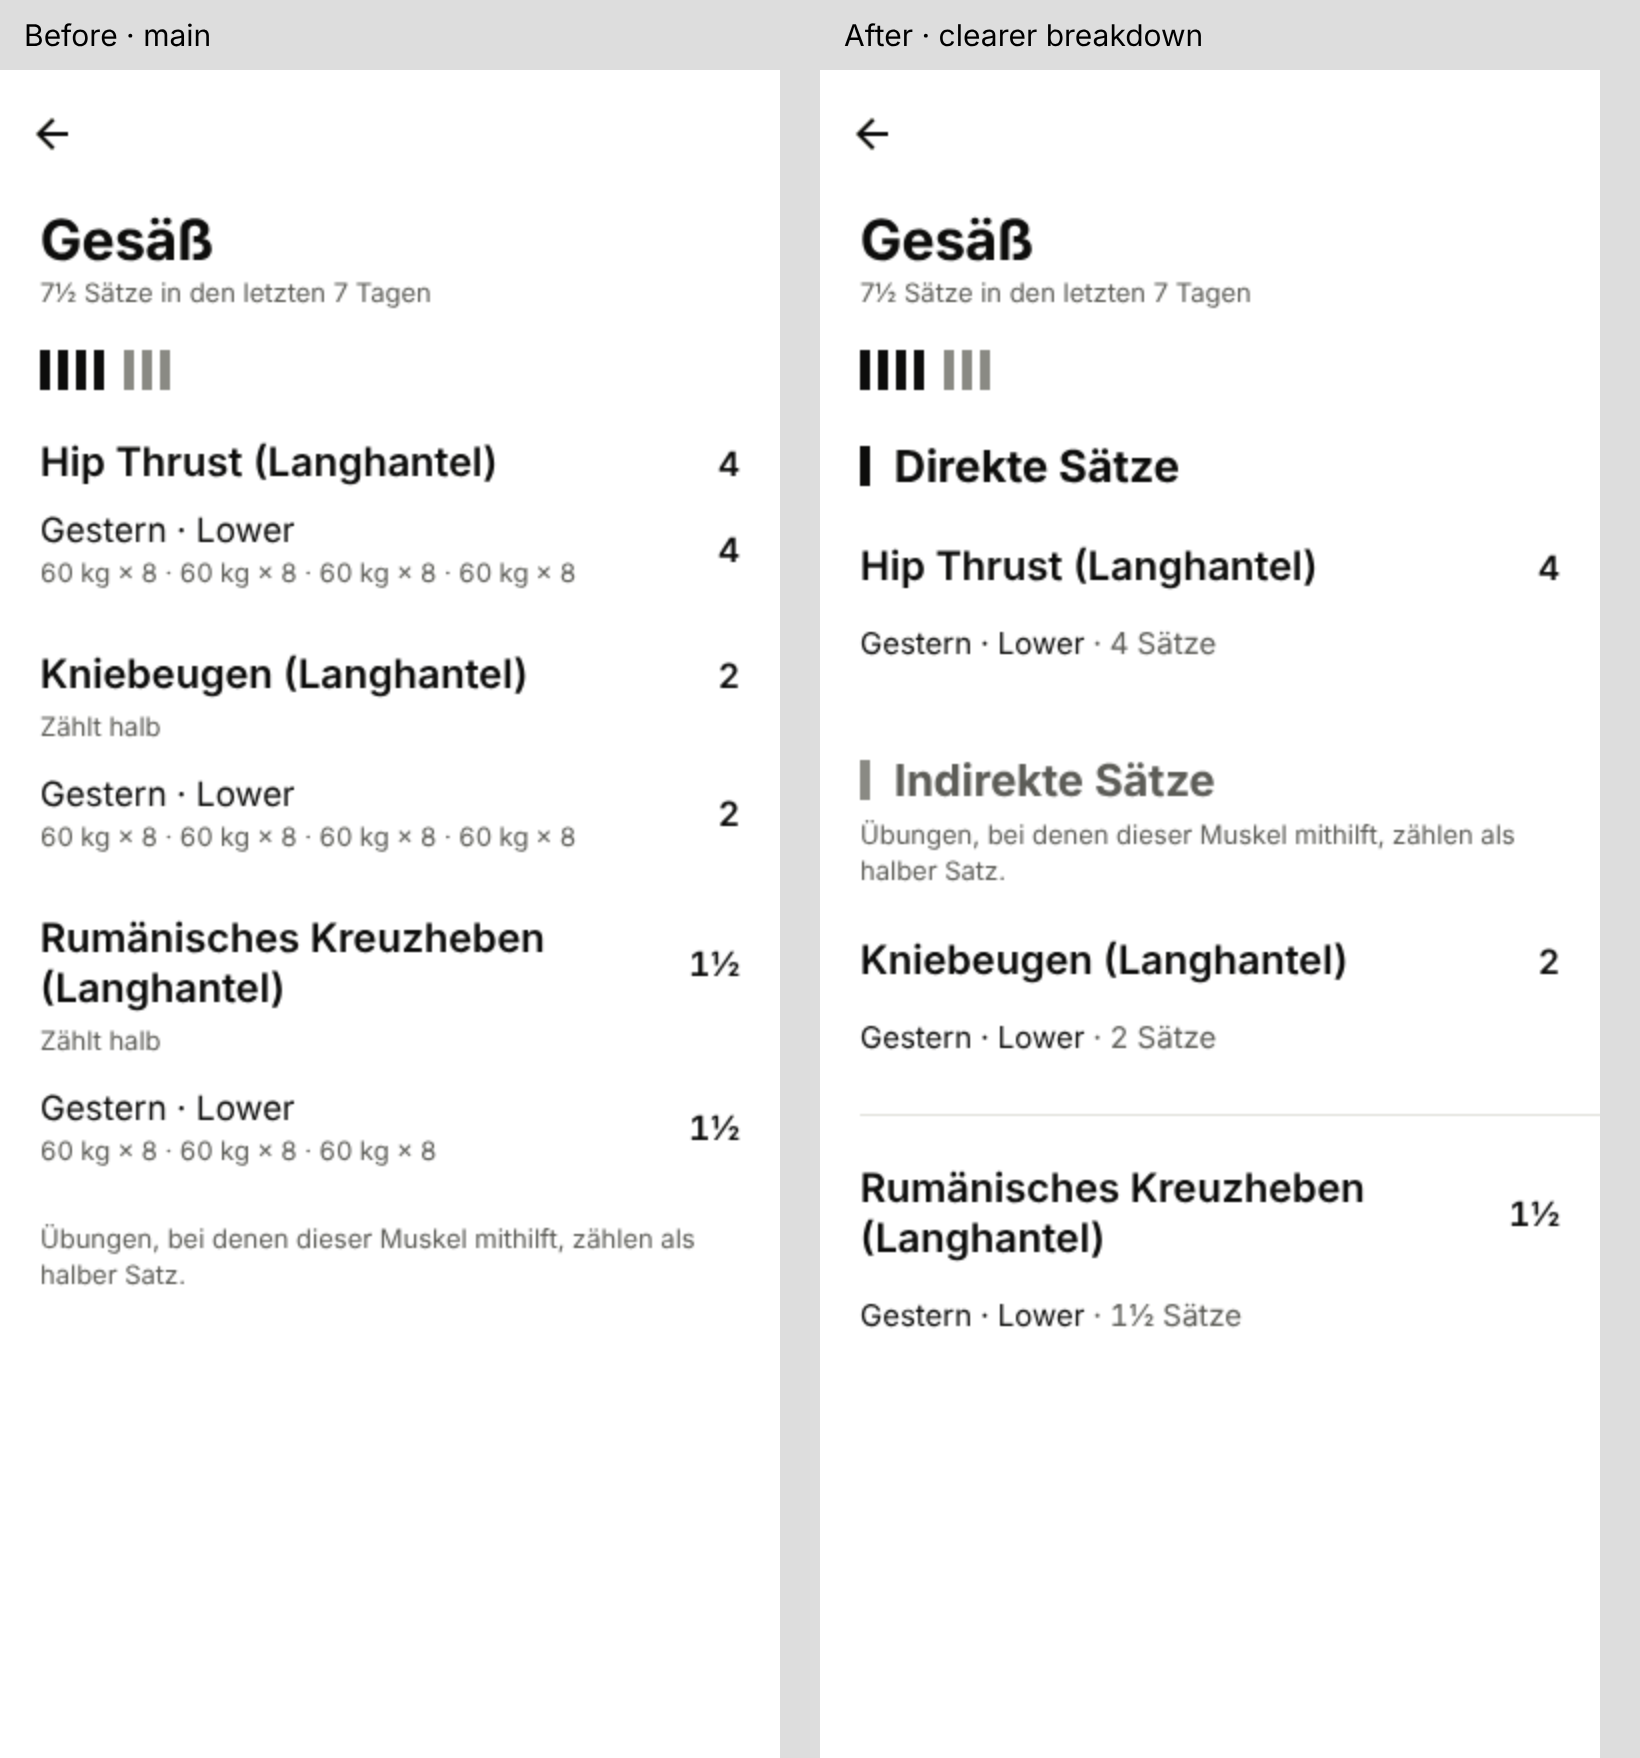 Before · main
Gesäß
7½ Sätze in den letzten 7 Tagen
Hip Thrust (Langhantel) 4
Gestern · Lower
60 kg × 8 · 60 kg × 8 · 60 kg × 8 · 60 kg × 8
4
Kniebeugen (Langhantel) 2
Zählt halb
Gestern · Lower
60 kg × 8 · 60 kg × 8 · 60 kg × 8 · 60 kg × 8
2
Rumänisches Kreuzheben
(Langhantel)
1½
Zählt halb
Gestern · Lower
60 kg × 8 · 60 kg × 8 · 60 kg × 8
1½
Übungen, bei denen dieser Muskel mithilft, zählen als
halber Satz.
After · clearer breakdown
Gesäß
7½ Sätze in den letzten 7 Tagen
Direkte Sätze
Hip Thrust (Langhantel) 4
Gestern · Lower · 4 Sätze
Indirekte Sätze
Übungen, bei denen dieser Muskel mithilft, zählen als
halber Satz.
Kniebeugen (Langhantel) 2
Gestern · Lower · 2 Sätze
Rumänisches Kreuzheben
(Langhantel)
1½
Gestern · Lower · 1½ Sätze